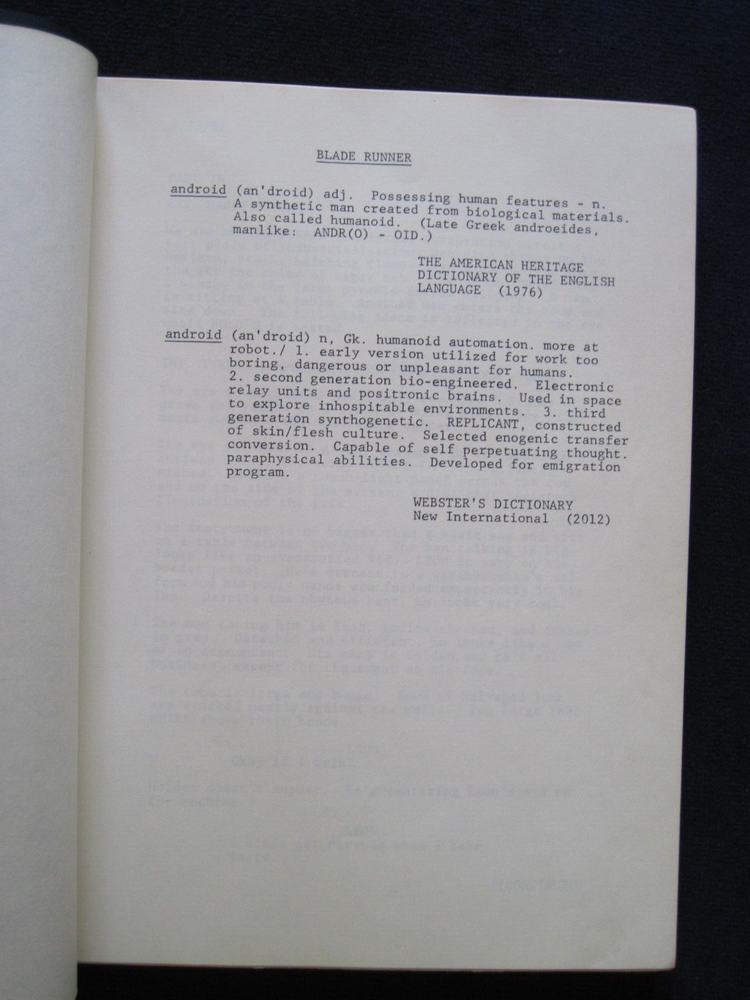 BLADE RUNNER
android (an'droid) adj. Possessing human features - n.
A synthetic man created from biological materials.
Also called humanoid. (Late Greek androeides,
manlike: ANDR(O) - OID.)
THE AMERICAN HERITAGE
DICTIONARY OF THE ENGLISH
LANGUAGE (1976)
android (an'droid) n, Gk. humanoid automation. more at
robot./ 1. early version utilized for work too
boring, dangerous or unpleasant for humans.
2. second generation bio-engineered. Electronic
relay units and positronic brains. Used in space
to explore inhospitable environments. 3. third
generation synthogenetic. REPLICANT, constructed
of skin/flesh culture. Selected enogenic transfer
conversion. Capable of self perpetuating thought.
paraphysical abilities. Developed for emigration
program.
WEBSTER'S DICTIONARY
New International (2012)